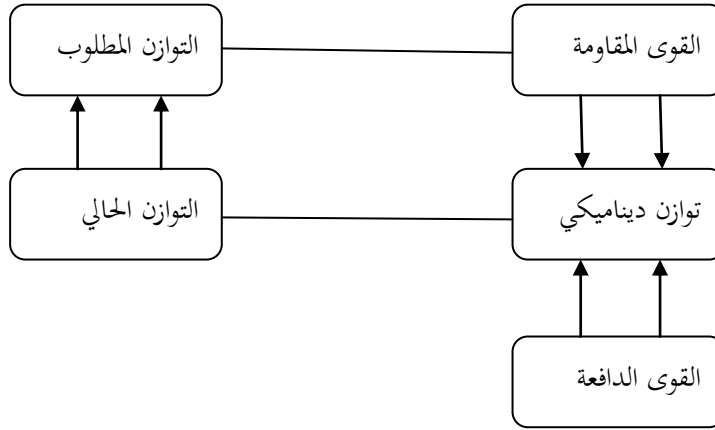 القوى المقاومة
التوازن المطلوب
توازن ديناميكي
التوازن الحالي
القوى الدافعة